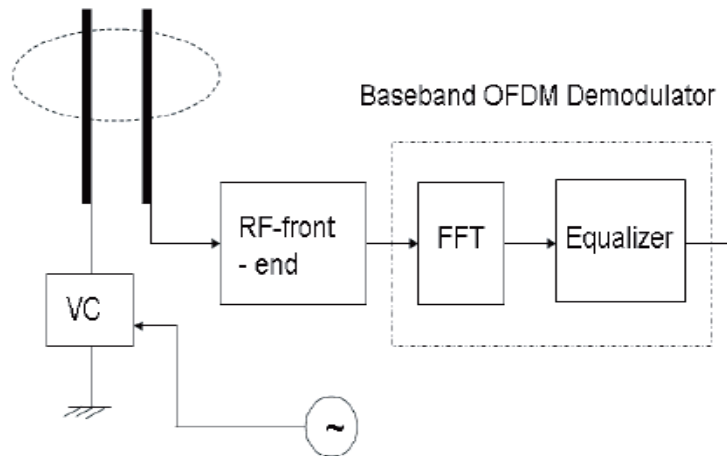 Baseband OFDM Demodulator
RF-front
- end
FFT
Equalizer
VC
~